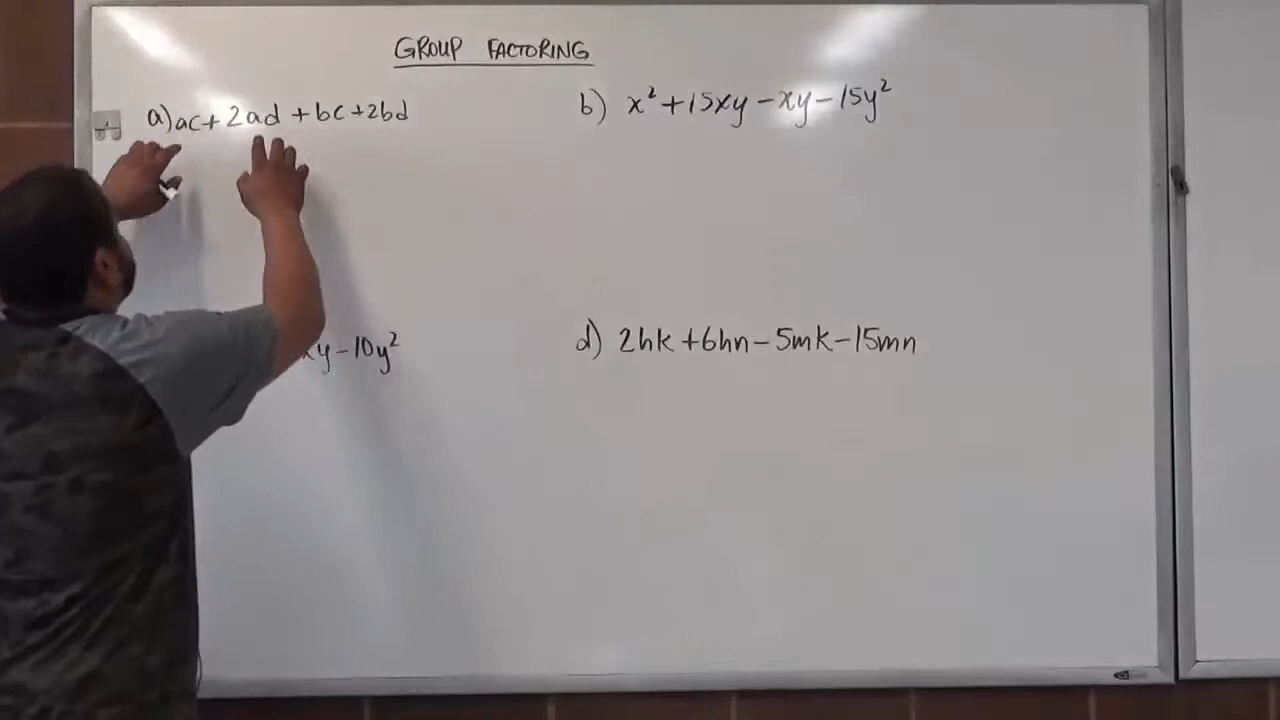 GROUP FACTORING
a) ac + 2ad + bc + 2bd
b) x² + 15xy - xy - 15y²
xy - 10y²
d) 2hk + 6hn - 5mk - 15mn